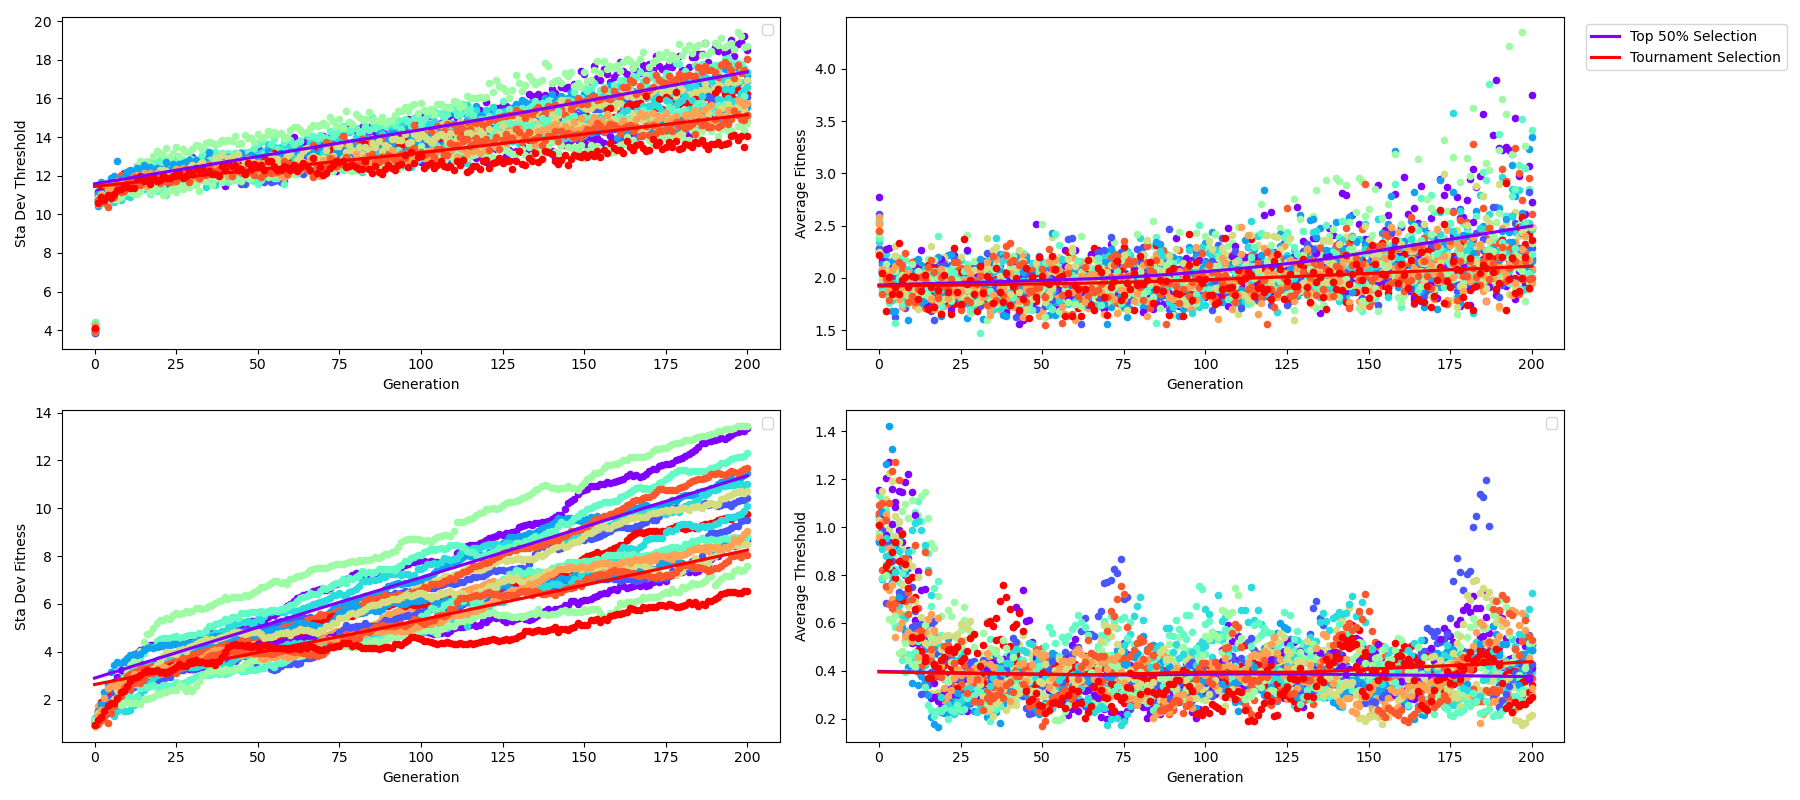 Sta Dev Threshold
20
18
16
14
12
10
8
6
4
0 25 50 75 100 125 150 175 200
Generation
Average Fitness
4.0
3.5
3.0
2.5
2.0
1.5
0 25 50 75 100 125 150 175 200
Generation
Top 50% Selection
Tournament Selection
Sta Dev Fitness
14
12
10
8
6
4
2
0 25 50 75 100 125 150 175 200
Generation
Average Threshold
1.4
1.2
1.0
0.8
0.6
0.4
0.2
0 25 50 75 100 125 150 175 200
Generation